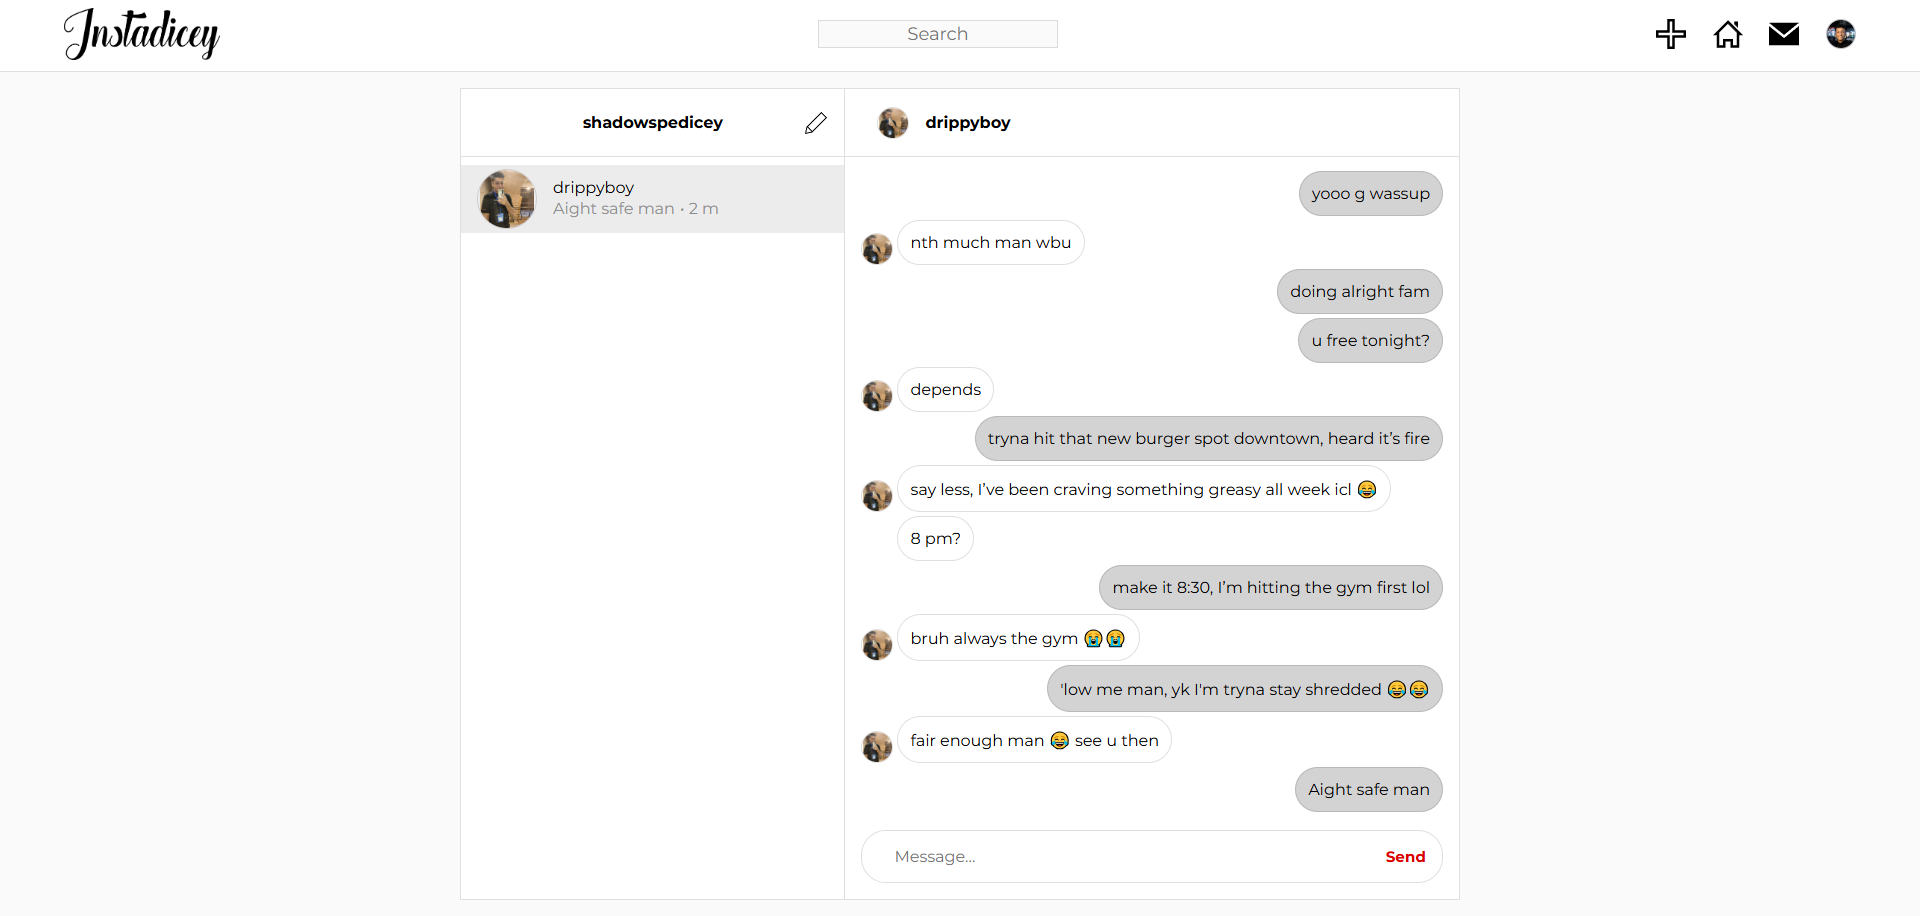 Instadicey
Search
shadowspedicey
drippyboy
drippyboy
Aight safe man • 2 m
yooo g wassup
nth much man wbu
doing alright fam
u free tonight?
depends
tryna hit that new burger spot downtown, heard it’s fire
say less, I’ve been craving something greasy all week icl 😂
8 pm?
make it 8:30, I’m hitting the gym first lol
bruh always the gym 😭😭
'low me man, yk I'm tryna stay shredded 😂😂
fair enough man 😂 see u then
Aight safe man
Message...
Send